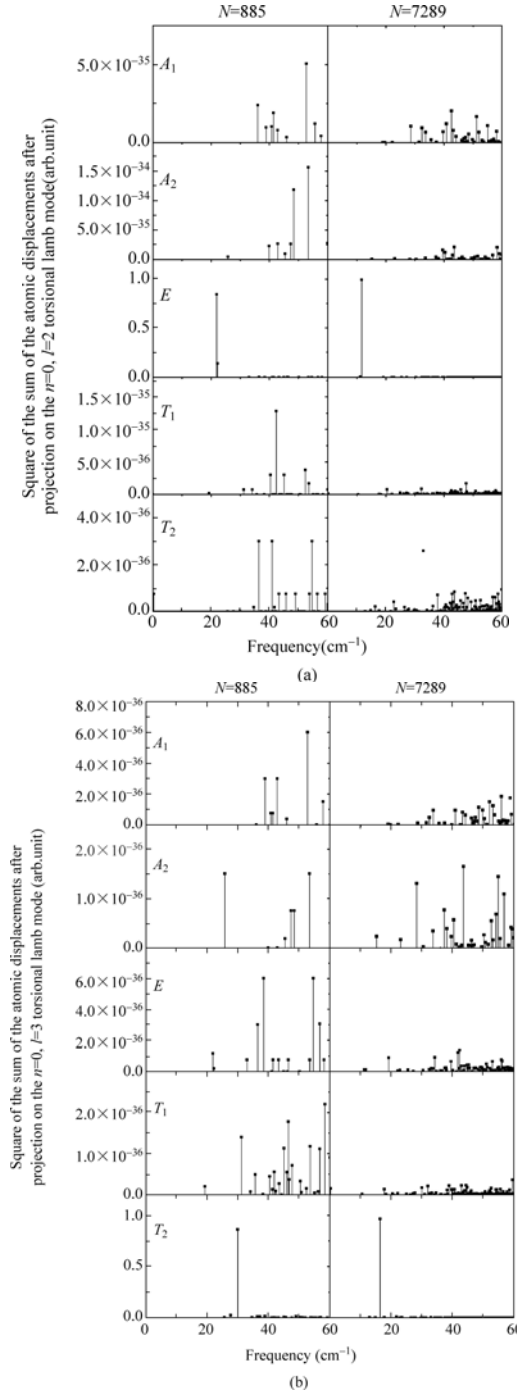 N=885 N=7289
Square of the sum of the atomic displacements after
projection on the n=0, l=2 torsional lamb mode(arb.unit)
A₁
5.0×10⁻³⁵
0.0
A₂
1.5×10⁻³⁴
1.0×10⁻³⁴
5.0×10⁻³⁵
0.0
E
1.0
0.5
0.0
T₁
1.5×10⁻³⁵
1.0×10⁻³⁵
5.0×10⁻³⁶
0.0
T₂
4.0×10⁻³⁶
2.0×10⁻³⁶
0.0
0 20 40 60 20 40 60
Frequency(cm⁻¹)
(a)
N=885 N=7289
Square of the sum of the atomic displacements after
projection on the n=0, l=3 torsional lamb mode (arb.unit)
8.0×10⁻³⁶
6.0×10⁻³⁶
A₁
4.0×10⁻³⁶
2.0×10⁻³⁶
0.0
A₂
2.0×10⁻³⁶
1.0×10⁻³⁶
0.0
E
6.0×10⁻³⁶
4.0×10⁻³⁶
2.0×10⁻³⁶
0.0
T₁
2.0×10⁻³⁶
1.0×10⁻³⁶
0.0
T₂
1.0
0.5
0.0
0 20 40 60 20 40 60
Frequency (cm⁻¹)
(b)